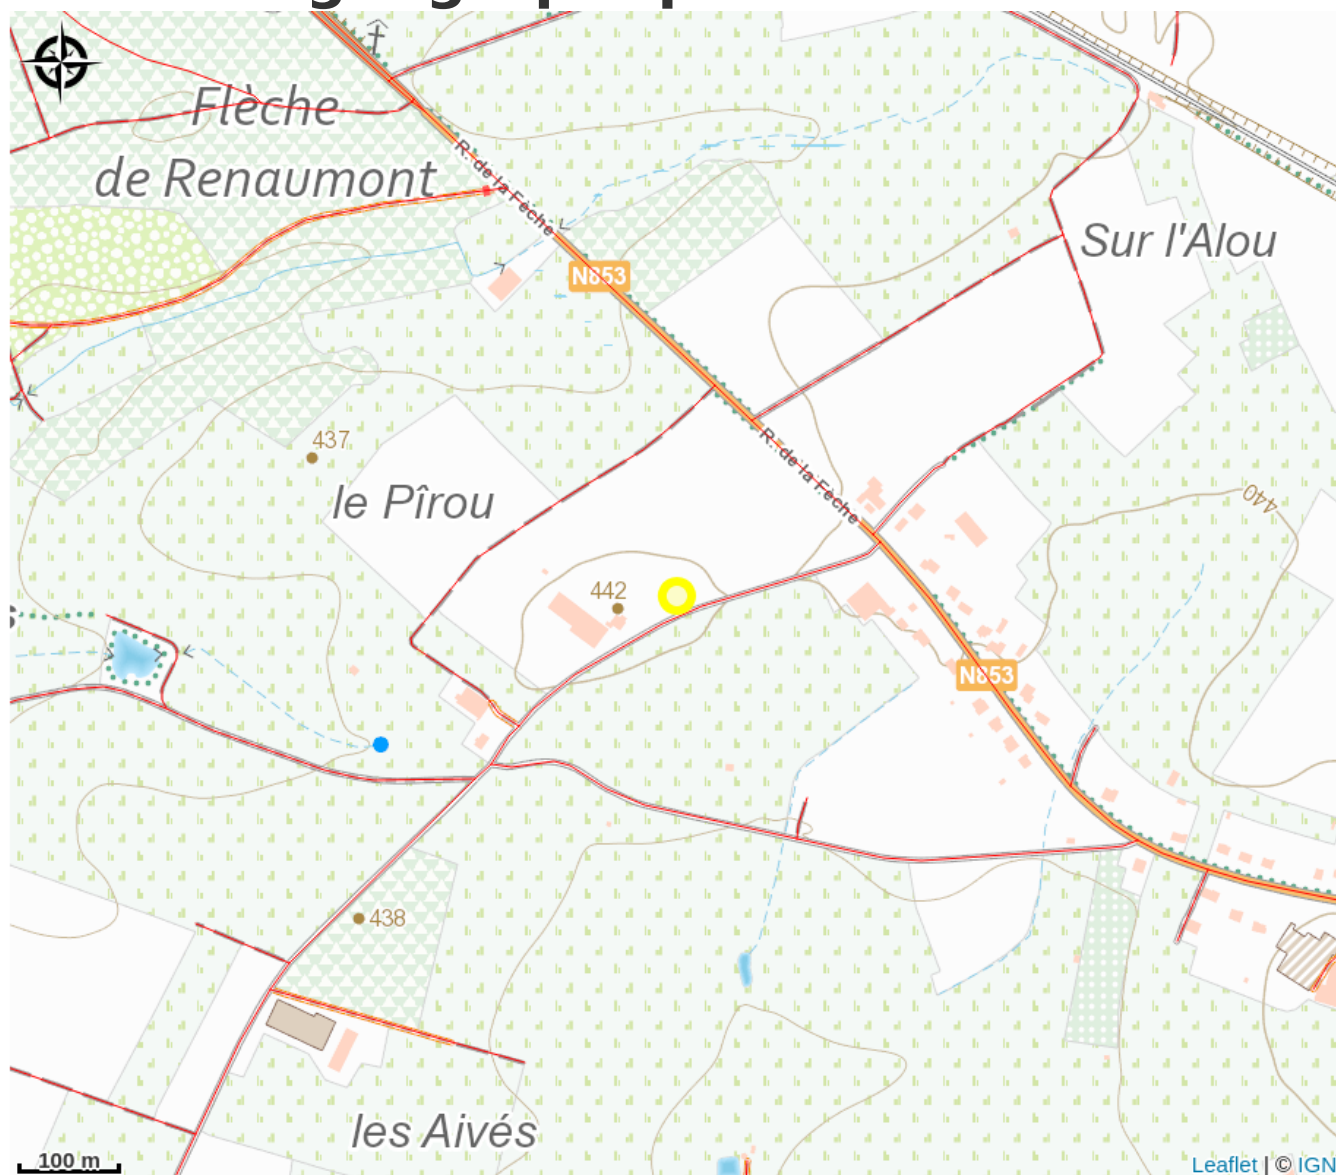 Flèche
de Renaumont
R. de la Fèche
Sur l'Alou
N853
437
le Pîrou
R. de la Fèche
440
442
N853
438
les Aivés
100 m
Leaflet | © IGN